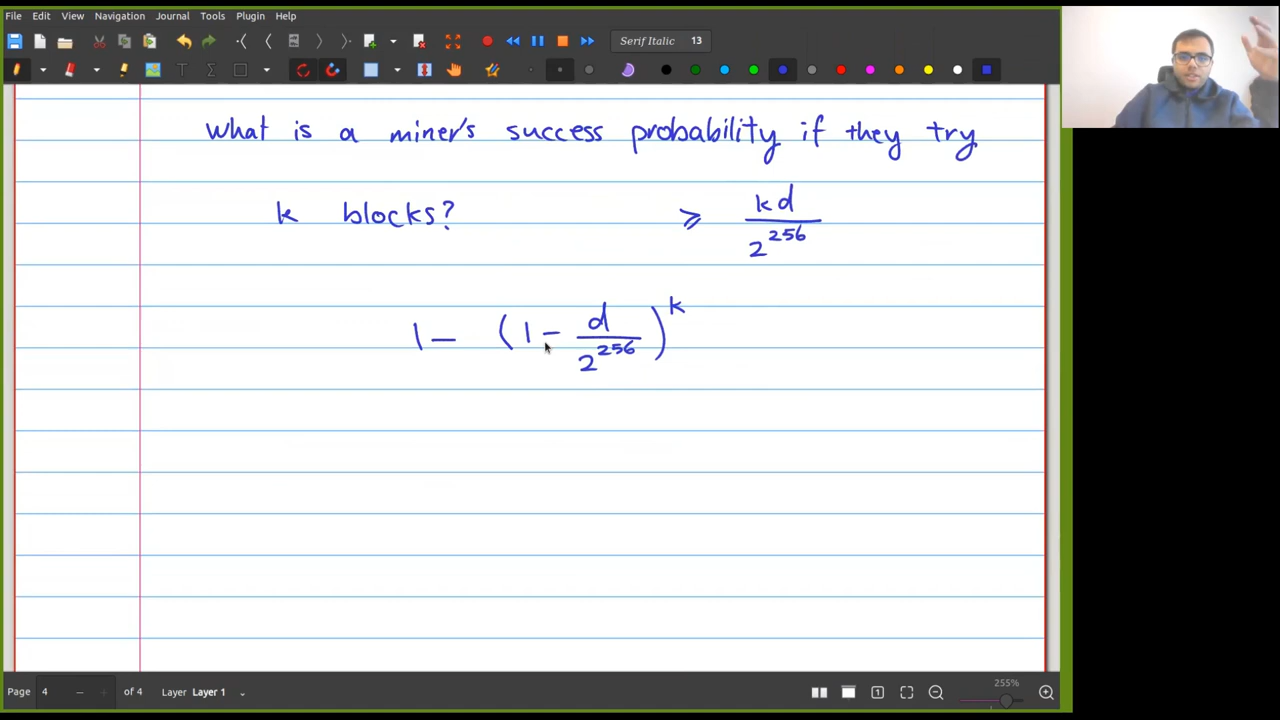 File Edit View Navigation Journal Tools Plugin Help
Serif Italic 13
What is a miner's success probability if they try
k blocks? ≥ kd / 2^256
1 - (1 - d / 2^256)^k
Page 4 of 4 Layer Layer 1 255%